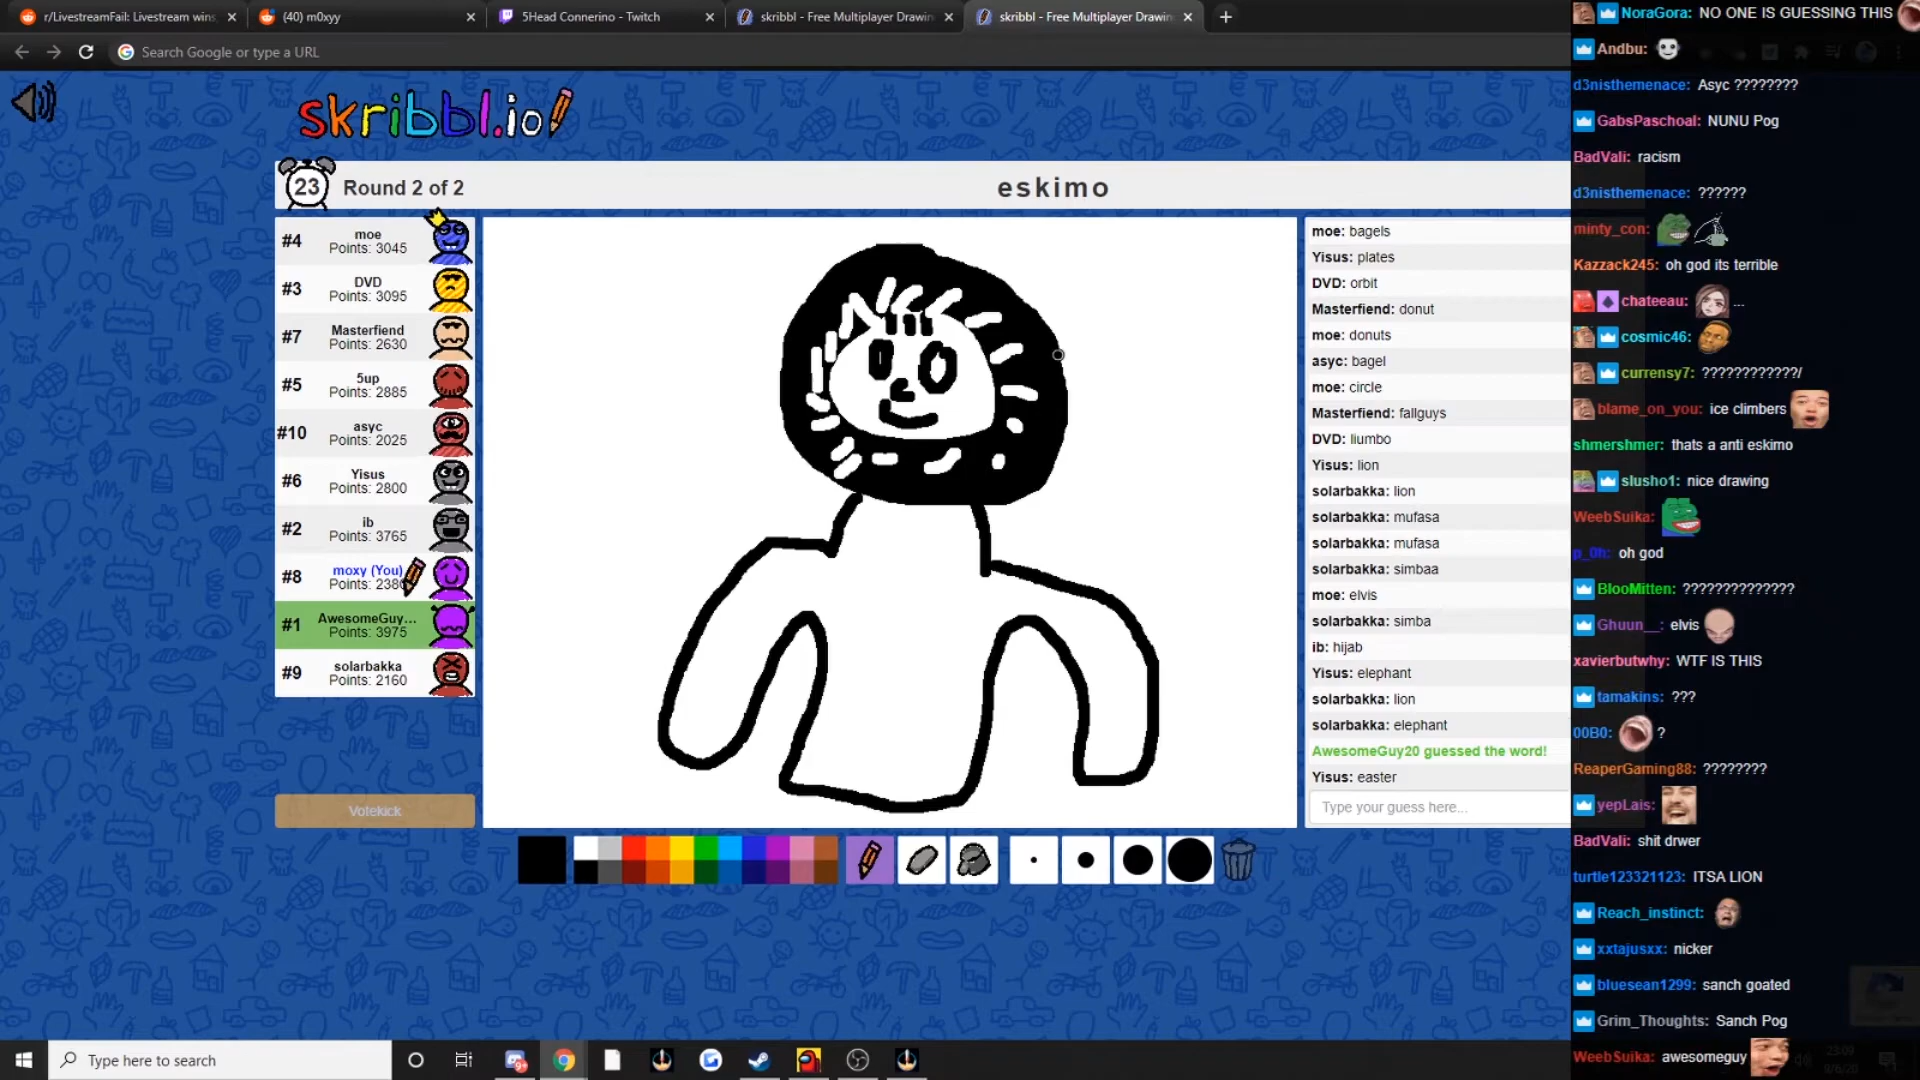 r/LivestreamFail: Livestream wins,
(40) m0xyy
5Head Connerino - Twitch
skribbl - Free Multiplayer Drawin
skribbl - Free Multiplayer Drawin
Search Google or type a URL
skribbl.io
23
Round 2 of 2
eskimo
#4
moe
Points: 3045
#3
DVD
Points: 3095
#7
Masterfiend
Points: 2630
#5
5up
Points: 2885
#10
asyc
Points: 2025
#6
Yisus
Points: 2800
#2
ib
Points: 3765
#8
moxy (You)
Points: 2380
#1
AwesomeGuy...
Points: 3975
#9
solarbakka
Points: 2160
Votekick
moe: bagels
Yisus: plates
DVD: orbit
Masterfiend: donut
moe: donuts
asyc: bagel
moe: circle
Masterfiend: fallguys
DVD: liumbo
Yisus: lion
solarbakka: lion
solarbakka: mufasa
solarbakka: mufasa
solarbakka: simbaa
moe: elvis
solarbakka: simba
ib: hijab
Yisus: elephant
solarbakka: lion
solarbakka: elephant
AwesomeGuy20 guessed the word!
Yisus: easter
Type your guess here...
NoraGora: NO ONE IS GUESSING THIS
Andbu:
d3nisthemenace: Asyc ????????
GabsPaschoal: NUNU Pog
BadVali: racism
d3nisthemenace: ??????
minty_con:
Kazzack245: oh god its terrible
chateeau: ...
cosmic46:
currensy7: ????????????/
blame_on_you: ice climbers
shmershmer: thats a anti eskimo
slusho1: nice drawing
WeebSuika:
p_0h: oh god
BlooMitten: ??????????????
Ghuun__: elvis
xavierbutwhy: WTF IS THIS
tamakins: ???
00B0: ?
ReaperGaming88: ????????
yepLais:
BadVali: shit drwer
turtle123321123: ITSA LION
Reach_instinct:
xxtajusxx: nicker
bluesean1299: sanch goated
Grim_Thoughts: Sanch Pog
WeebSuika: awesomeguy
Type here to search
23:09